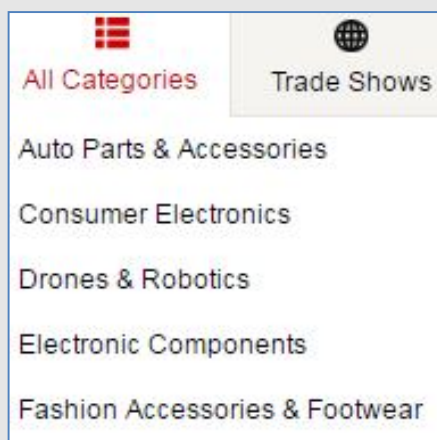 All Categories
Trade Shows
Auto Parts & Accessories
Consumer Electronics
Drones & Robotics
Electronic Components
Fashion Accessories & Footwear